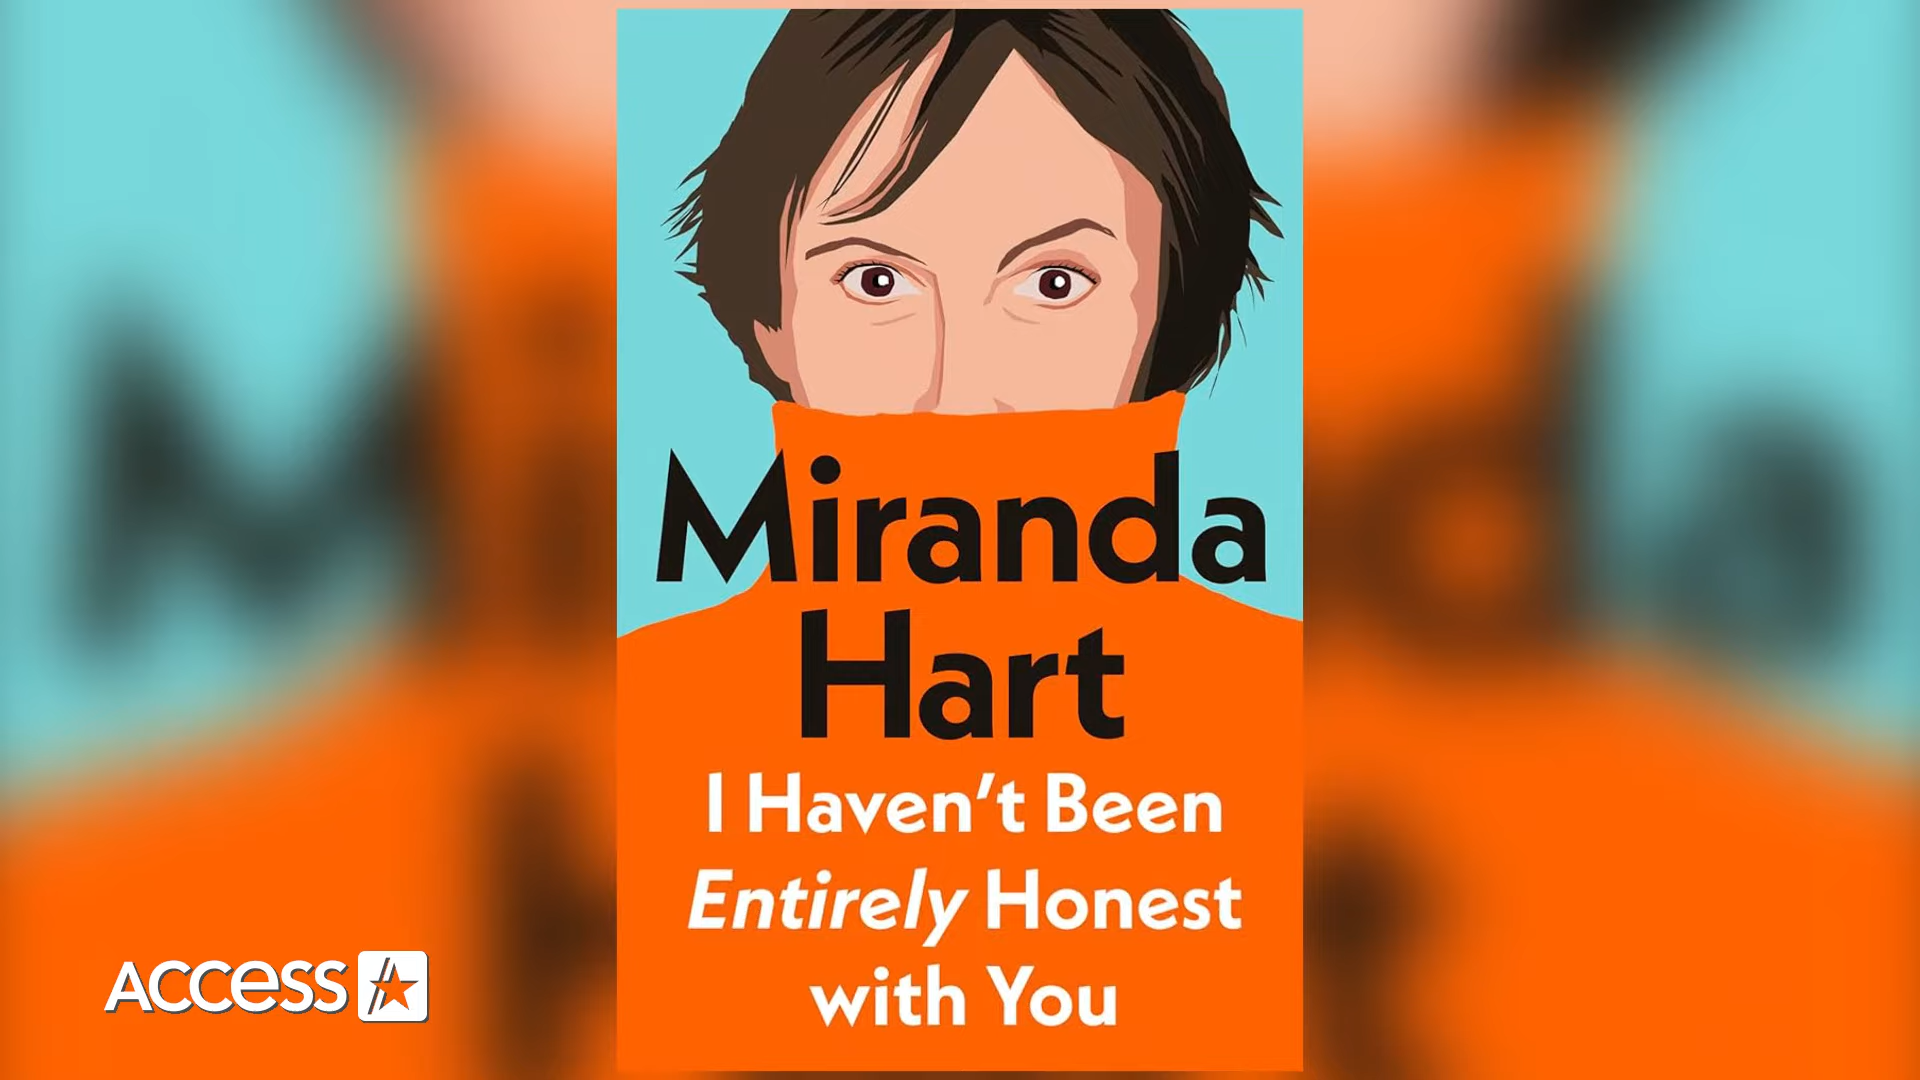 Miranda
Hart
I Haven't Been
Entirely Honest
with You
ACCESS